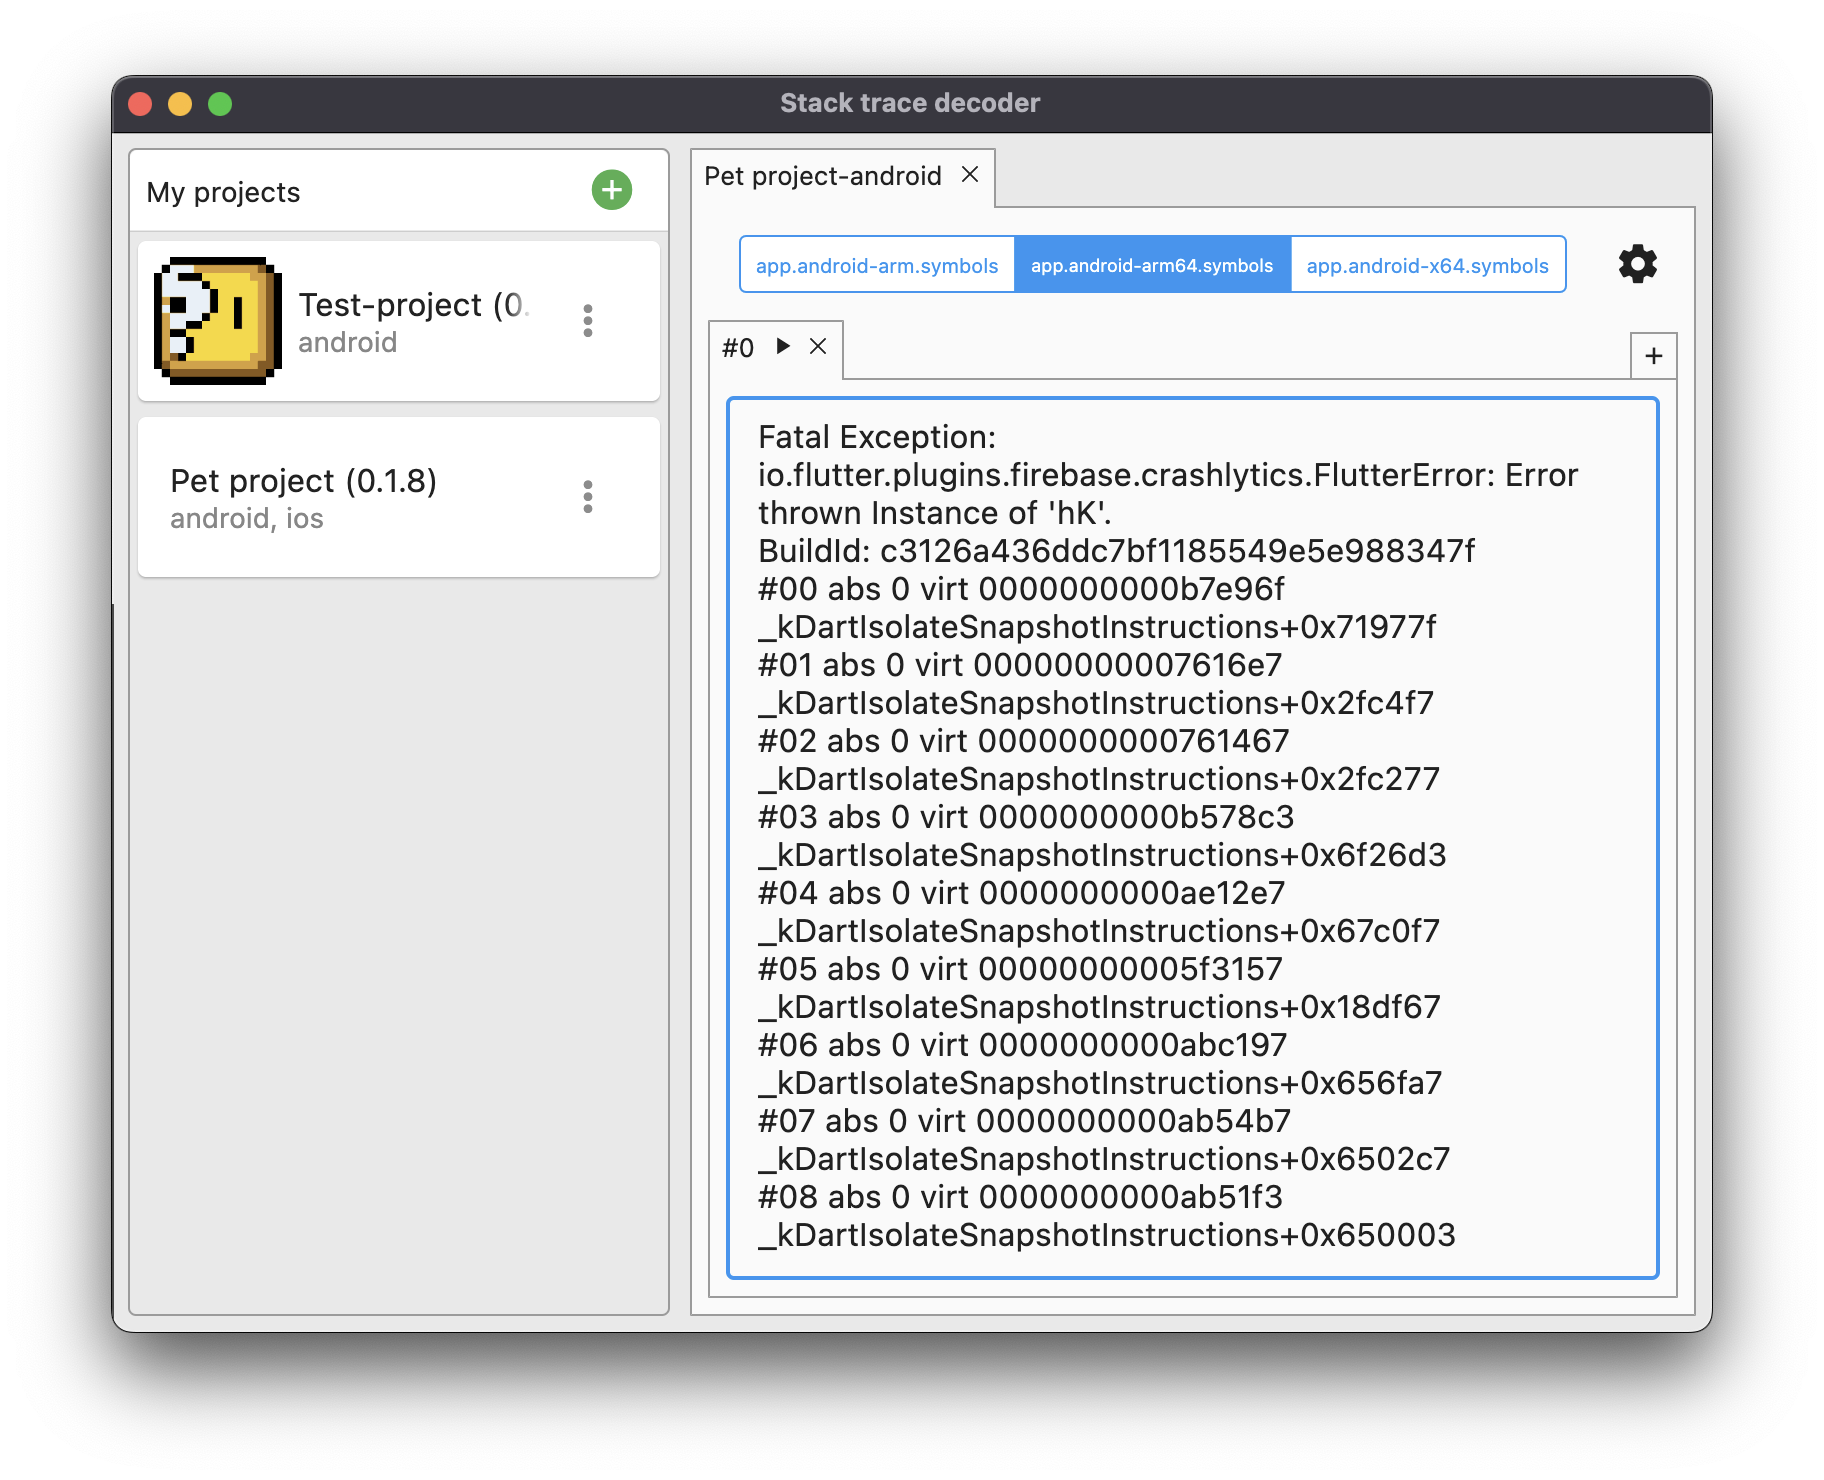 Stack trace decoder
My projects
Test-project (0.
android
Pet project (0.1.8)
android, ios
Pet project-android
app.android-arm.symbols
app.android-arm64.symbols
app.android-x64.symbols
#0
+
Fatal Exception:
io.flutter.plugins.firebase.crashlytics.FlutterError: Error
thrown Instance of 'hK'.
BuildId: c3126a436ddc7bf1185549e5e988347f
#00 abs 0 virt 0000000000b7e96f
_kDartIsolateSnapshotInstructions+0x71977f
#01 abs 0 virt 00000000007616e7
_kDartIsolateSnapshotInstructions+0x2fc4f7
#02 abs 0 virt 0000000000761467
_kDartIsolateSnapshotInstructions+0x2fc277
#03 abs 0 virt 0000000000b578c3
_kDartIsolateSnapshotInstructions+0x6f26d3
#04 abs 0 virt 0000000000ae12e7
_kDartIsolateSnapshotInstructions+0x67c0f7
#05 abs 0 virt 00000000005f3157
_kDartIsolateSnapshotInstructions+0x18df67
#06 abs 0 virt 0000000000abc197
_kDartIsolateSnapshotInstructions+0x656fa7
#07 abs 0 virt 0000000000ab54b7
_kDartIsolateSnapshotInstructions+0x6502c7
#08 abs 0 virt 0000000000ab51f3
_kDartIsolateSnapshotInstructions+0x650003